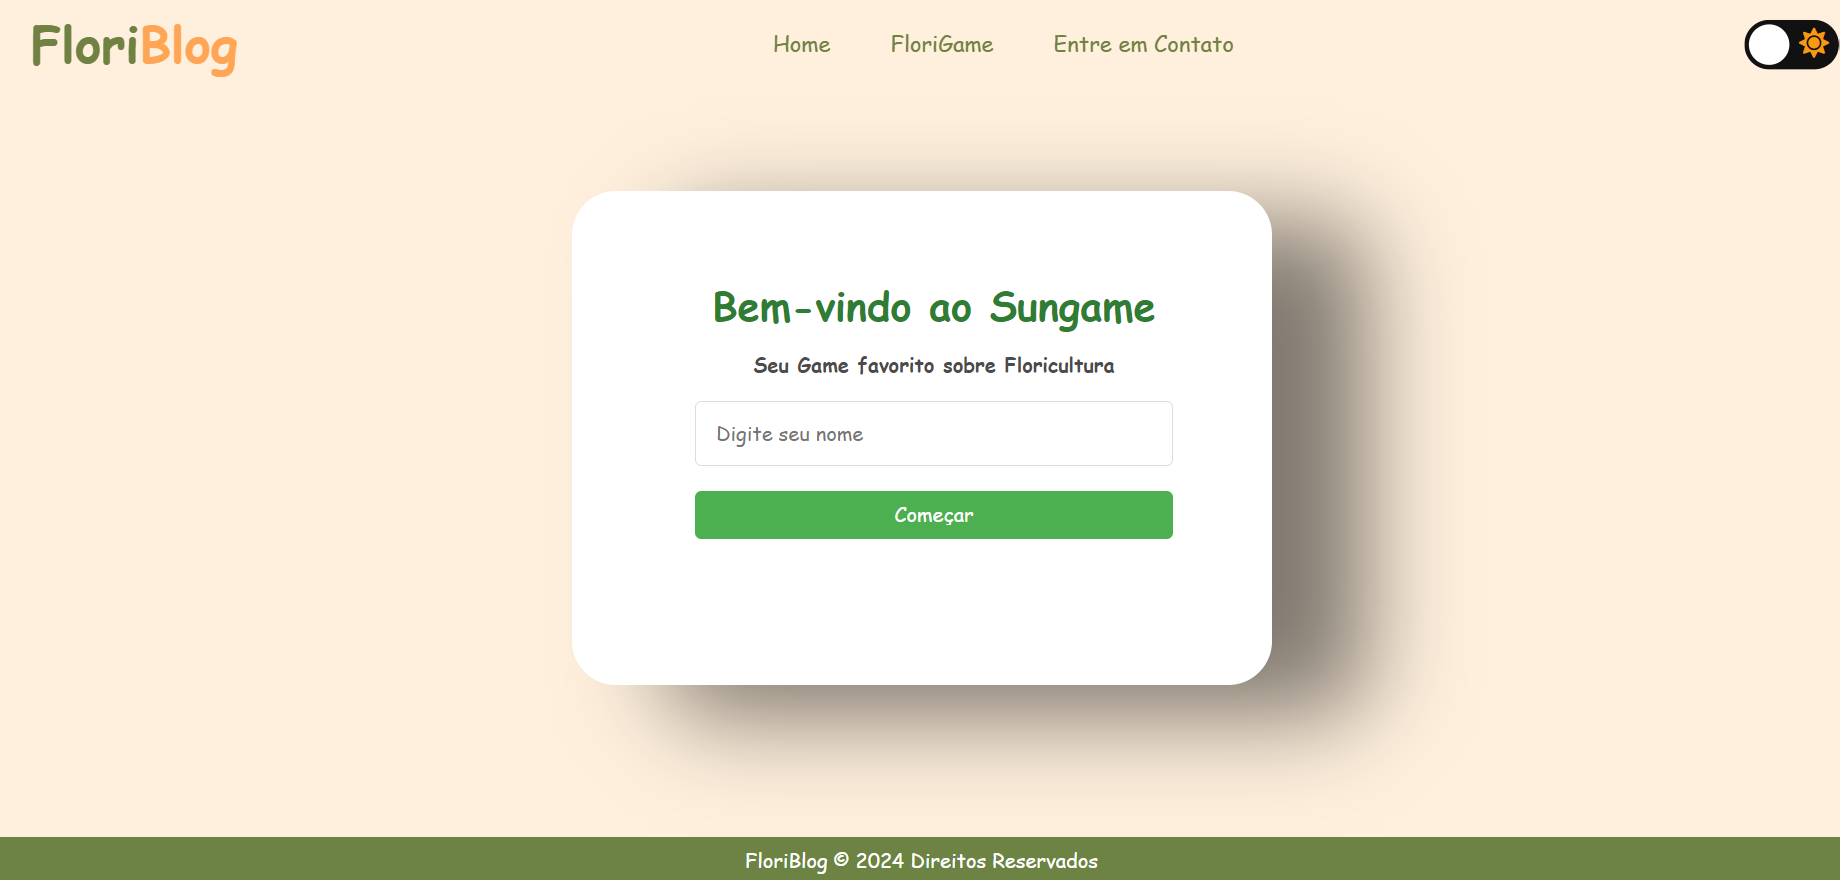 FloriBlog
Home FloriGame Entre em Contato
Bem-vindo ao Sungame
Seu Game favorito sobre Floricultura
Digite seu nome
Começar
FloriBlog © 2024 Direitos Reservados